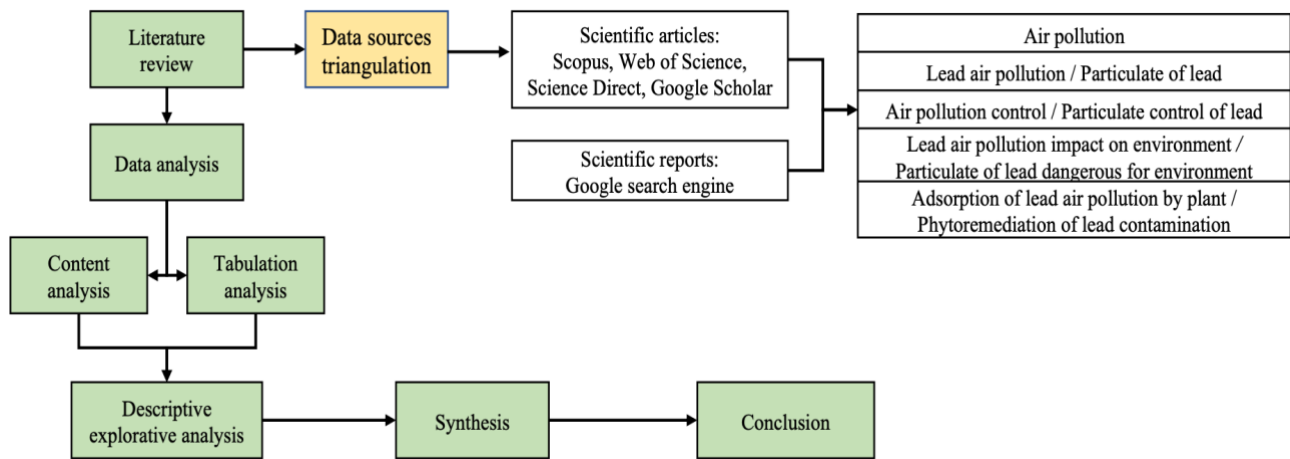 Literature
review
Data sources
triangulation
Scientific articles:
Scopus, Web of Science,
Science Direct, Google Scholar
Scientific reports:
Google search engine
Air pollution
Lead air pollution / Particulate of lead
Air pollution control / Particulate control of lead
Lead air pollution impact on environment /
Particulate of lead dangerous for environment
Adsorption of lead air pollution by plant /
Phytoremediation of lead contamination
Data analysis
Content
analysis
Tabulation
analysis
Descriptive
explorative analysis
Synthesis
Conclusion